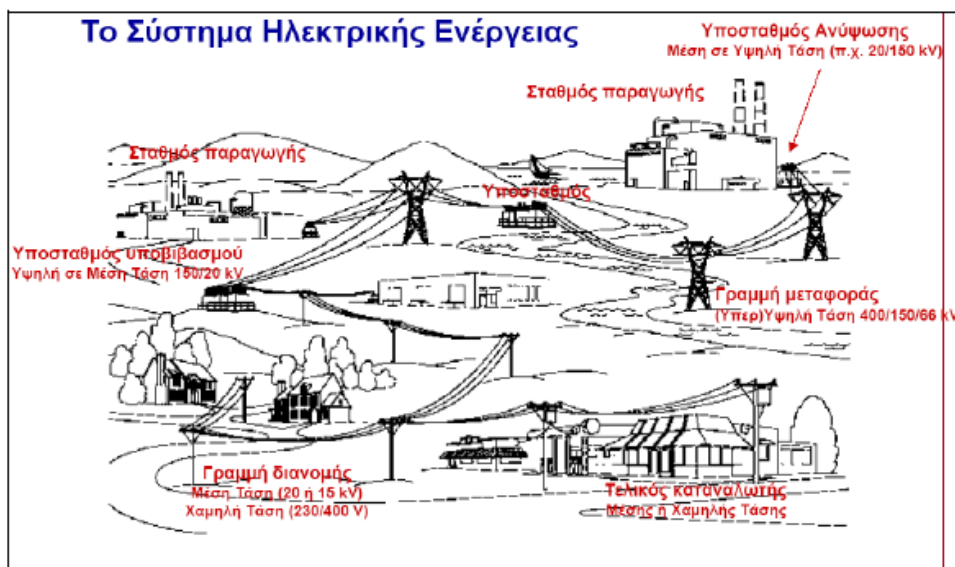 Το Σύστημα Ηλεκτρικής Ενέργειας
Υποσταθμός Ανύψωσης
Μέση σε Υψηλή Τάση (π.χ. 20/150 kV)
Σταθμός παραγωγής
Σταθμός παραγωγής
Υποσταθμός
Υποσταθμός υποβιβασμού
Υψηλή σε Μέση Τάση 150/20 kV
Γραμμή μεταφοράς
(Υπερ)Υψηλή Τάση 400/150/66 kV
Γραμμή διανομής
Μέση Τάση (20 ή 15 kV)
Χαμηλή Τάση (230/400 V)
Τελικός καταναλωτής
Μέσης ή Χαμηλής Τάσης